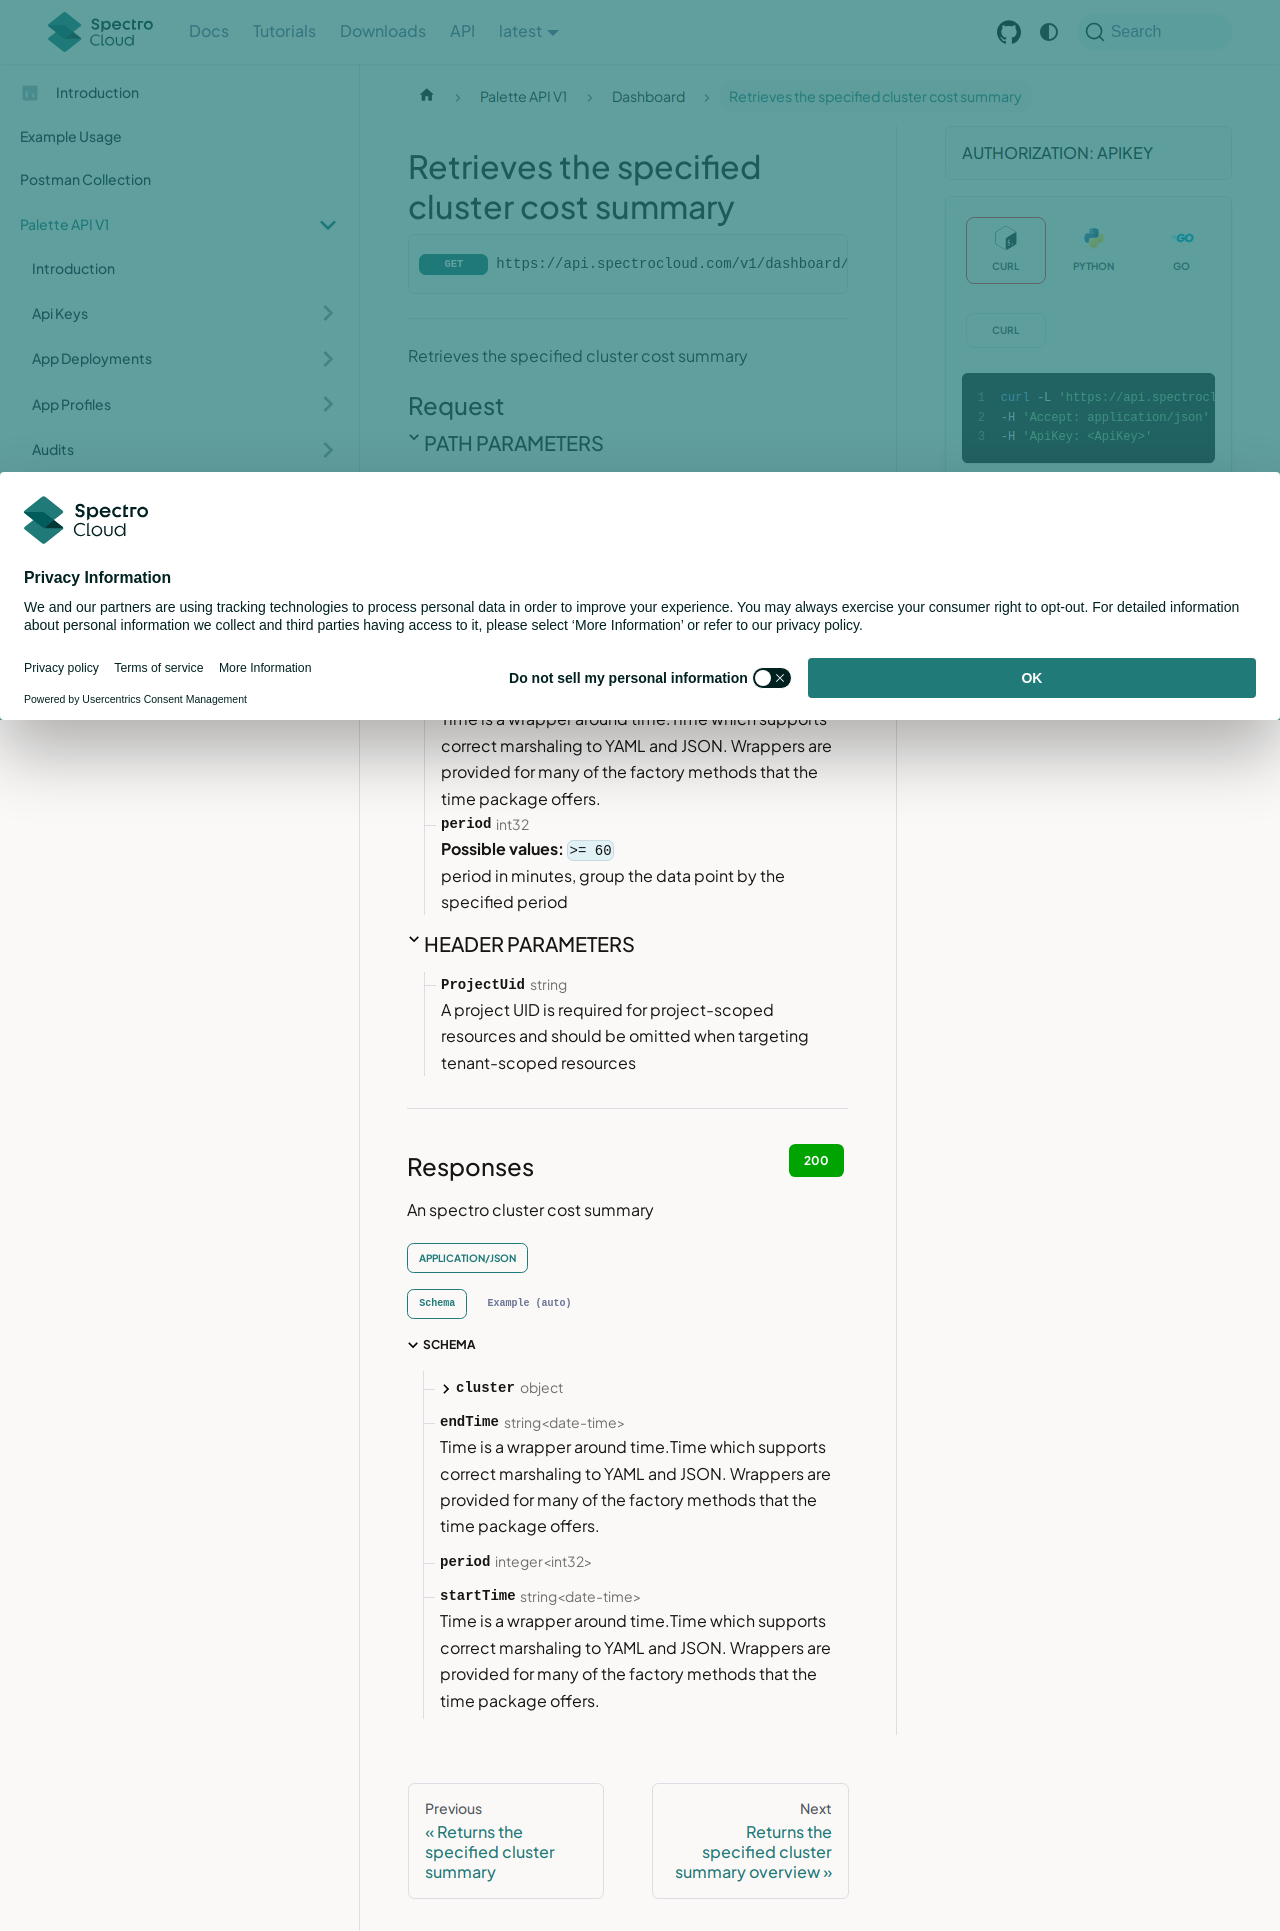 Spectro Cloud
Docs
Tutorials
Downloads
API
latest
Search
Introduction
Example Usage
Postman Collection
Palette API V1
Introduction
Api Keys
App Deployments
App Profiles
Audits
Palette API V1
Dashboard
Retrieves the specified cluster cost summary
Retrieves the specified
cluster cost summary
GET https://api.spectrocloud.com/v1/dashboard/
Retrieves the specified cluster cost summary
Request
PATH PARAMETERS
AUTHORIZATION: APIKEY
CURL
PYTHON
GO
CURL
1 curl -L 'https://api.spectrocl
2 -H 'Accept: application/json'
3 -H 'ApiKey: <ApiKey>'
Spectro
Cloud
Privacy Information
We and our partners are using tracking technologies to process personal data in order to improve your experience. You may always exercise your consumer right to opt-out. For detailed information
about personal information we collect and third parties having access to it, please select ‘More Information’ or refer to our privacy policy.
Privacy policy
Terms of service
More Information
Do not sell my personal information
OK
Powered by Usercentrics Consent Management
Time is a wrapper around time.Time which supports
correct marshaling to YAML and JSON. Wrappers are
provided for many of the factory methods that the
time package offers.
period int32
Possible values: >= 60
period in minutes, group the data point by the
specified period
HEADER PARAMETERS
ProjectUid string
A project UID is required for project-scoped
resources and should be omitted when targeting
tenant-scoped resources
Responses
200
An spectro cluster cost summary
APPLICATION/JSON
Schema
Example (auto)
SCHEMA
cluster object
endTime string<date-time>
Time is a wrapper around time.Time which supports
correct marshaling to YAML and JSON. Wrappers are
provided for many of the factory methods that the
time package offers.
period integer<int32>
startTime string<date-time>
Time is a wrapper around time.Time which supports
correct marshaling to YAML and JSON. Wrappers are
provided for many of the factory methods that the
time package offers.
Previous
« Returns the
specified cluster
summary
Next
Returns the
specified cluster
summary overview »